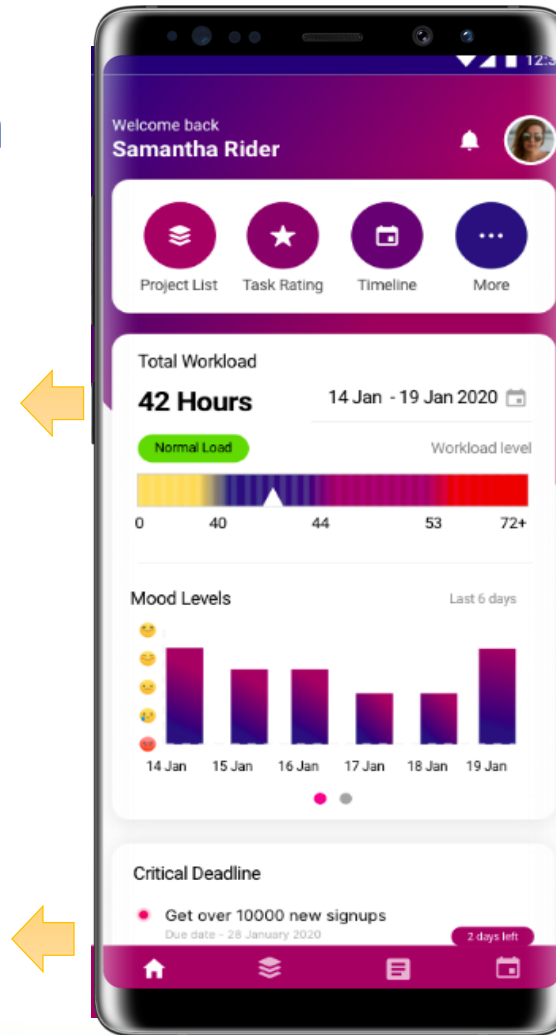 12:3
Welcome back
Samantha Rider
Project List Task Rating Timeline More
Total Workload
42 Hours 14 Jan - 19 Jan 2020
Normal Load Workload level
0 40 44 53 72+
Mood Levels Last 6 days
14 Jan 15 Jan 16 Jan 17 Jan 18 Jan 19 Jan
Critical Deadline
Get over 10000 new signups
Due date - 28 January 2020
2 days left